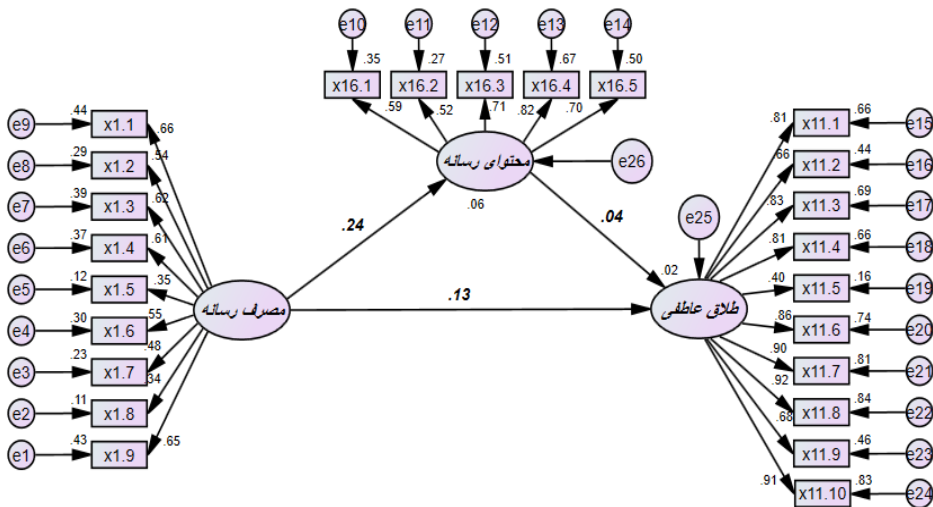 e10 e11 e12 e13 e14
.35 .27 .51 .67 .50
x16.1 x16.2 x16.3 x16.4 x16.5
.59 .52 .71 .82 .70
محتوای رسانه
e26
.06
e9 .44 x1.1 .66
e8 .29 x1.2 .54
e7 .39 x1.3 .62
e6 .37 x1.4 .61
e5 .12 x1.5 .35
e4 .30 x1.6 .55
e3 .23 x1.7 .48
e2 .11 x1.8 .34
e1 .43 x1.9 .65
مصرف رسانه
.24
.13
.04
e25
.02
طلاق عاطفی
.81 x11.1 .66 e15
.66 x11.2 .44 e16
.83 x11.3 .69 e17
.81 x11.4 .66 e18
.40 x11.5 .16 e19
.86 x11.6 .74 e20
.90 x11.7 .81 e21
.92 x11.8 .84 e22
.68 x11.9 .46 e23
.91 x11.10 .83 e24